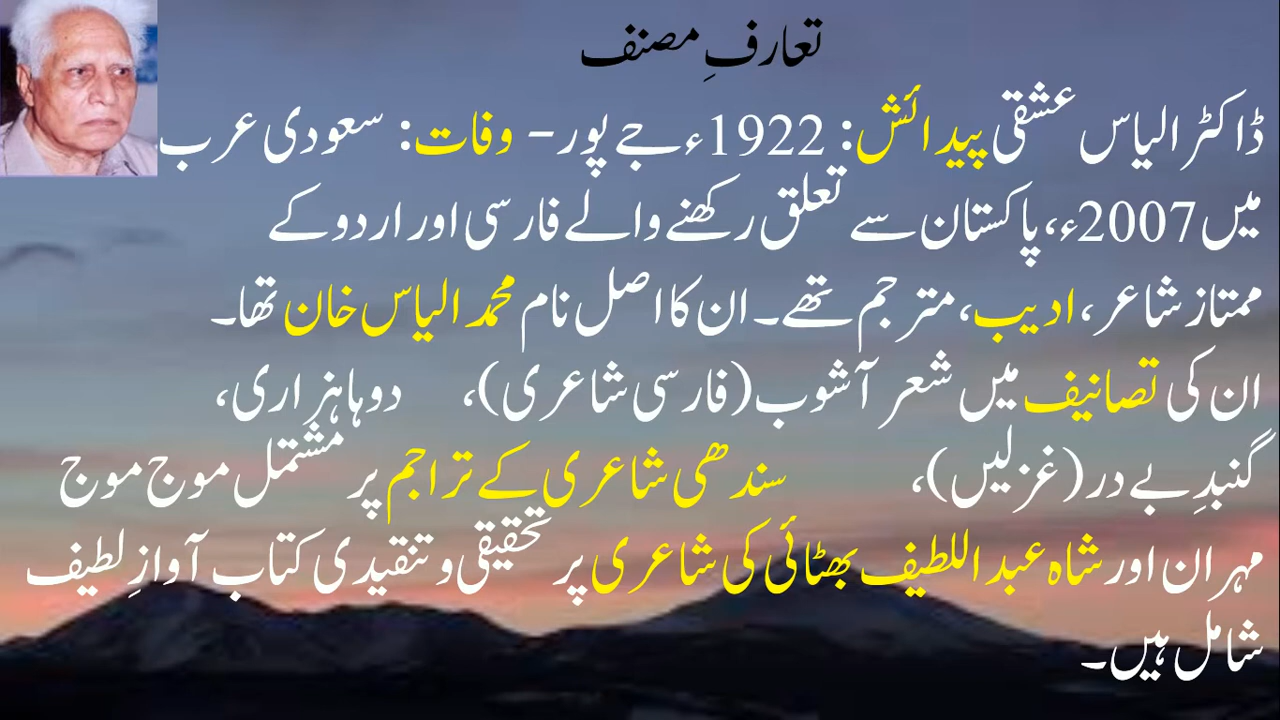 تعارفِ مصنف
ڈاکٹر الیاس عشقی پیدائش: 1922ء جے پور – وفات: سعودی عرب
میں 2007ء، پاکستان سے تعلق رکھنے والے فارسی اور اردو کے
ممتاز شاعر، ادیب، مترجم تھے۔ ان کا اصل نام محمد الیاس خان تھا۔
ان کی تصانیف میں شعر آشوب (فارسی شاعری)، دوہا ہزاری،
گنبدِ بے در (غزلیں)، سندھی شاعری کے تراجم پر مشتمل موج موج
مہران اور شاہ عبداللطیف بھٹائی کی شاعری پر تحقیقی و تنقیدی کتاب آوازِ لطیف
شامل ہیں۔